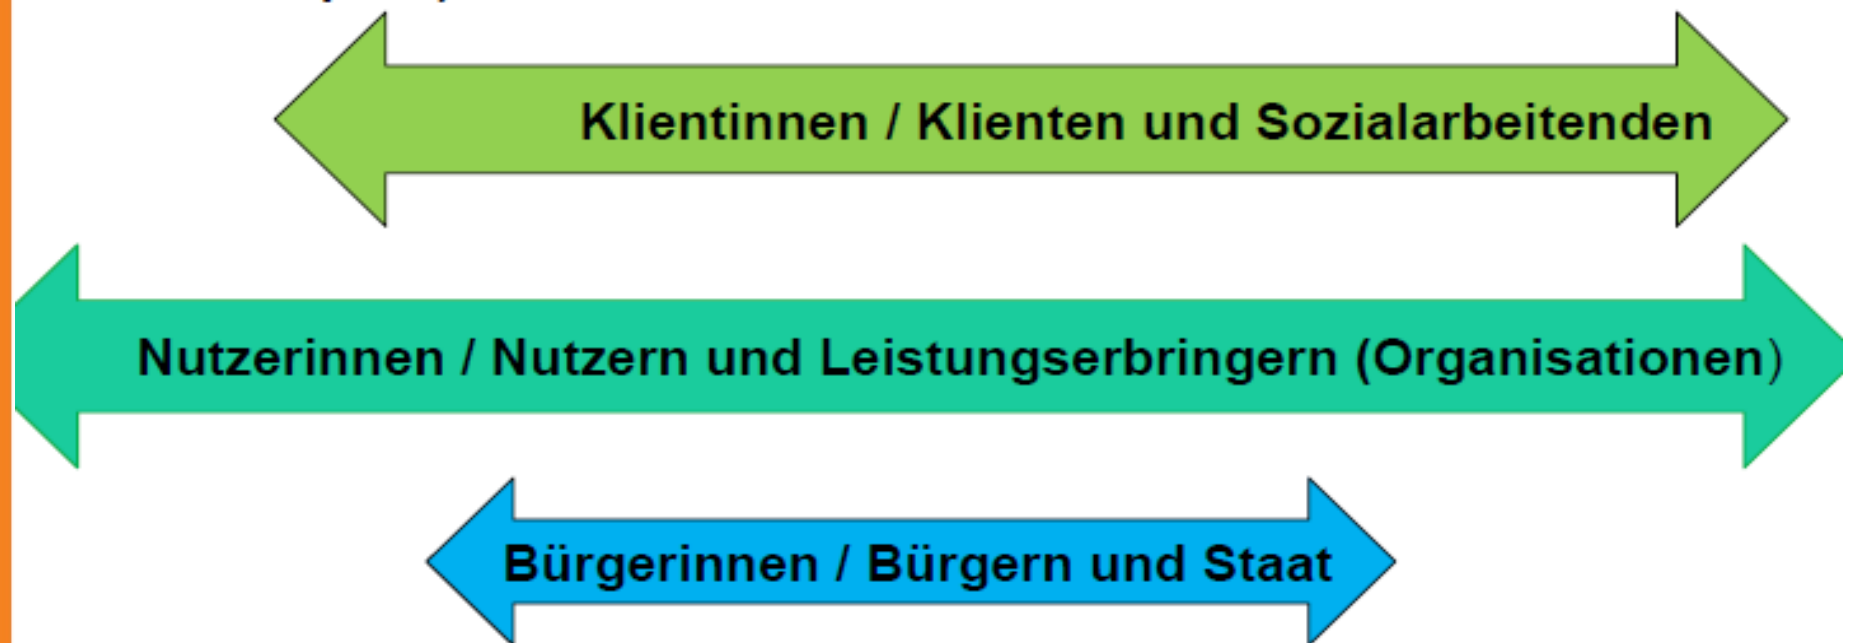 Klientinnen / Klienten und Sozialarbeitenden
Nutzerinnen / Nutzern und Leistungserbringern (Organisationen)
Bürgerinnen / Bürgern und Staat